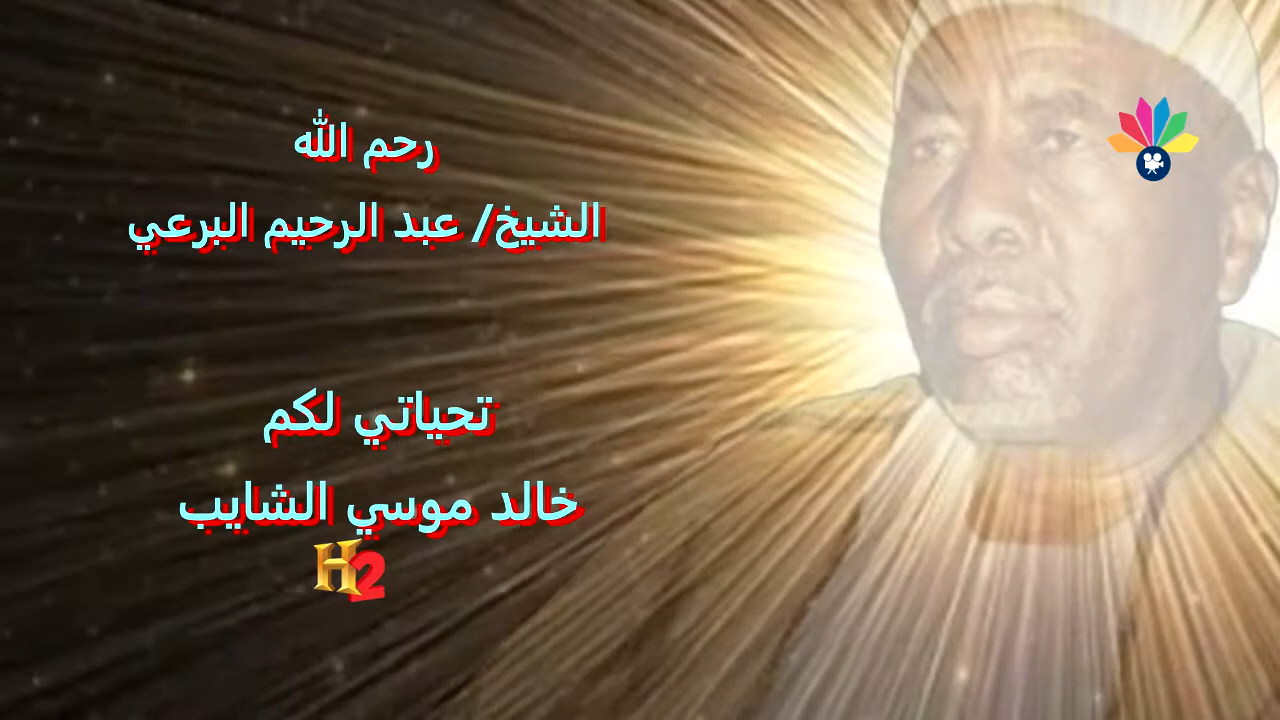 رحم الله
الشيخ/ عبد الرحيم البرعي
تحياتي لكم
خالد موسي الشايب
H2